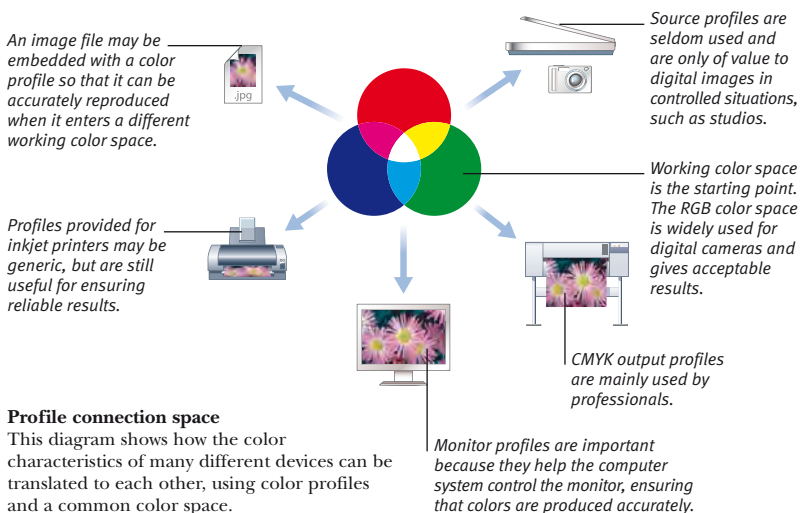 An image file may be
embedded with a color
profile so that it can be
accurately reproduced
when it enters a different
working color space.
.jpg
Source profiles are
seldom used and
are only of value to
digital images in
controlled situations,
such as studios.
Working color space
is the starting point.
The RGB color space
is widely used for
digital cameras and
gives acceptable
results.
Profiles provided for
inkjet printers may be
generic, but are still
useful for ensuring
reliable results.
CMYK output profiles
are mainly used by
professionals.
Profile connection space
This diagram shows how the color
characteristics of many different devices can be
translated to each other, using color profiles
and a common color space.
Monitor profiles are important
because they help the computer
system control the monitor, ensuring
that colors are produced accurately.